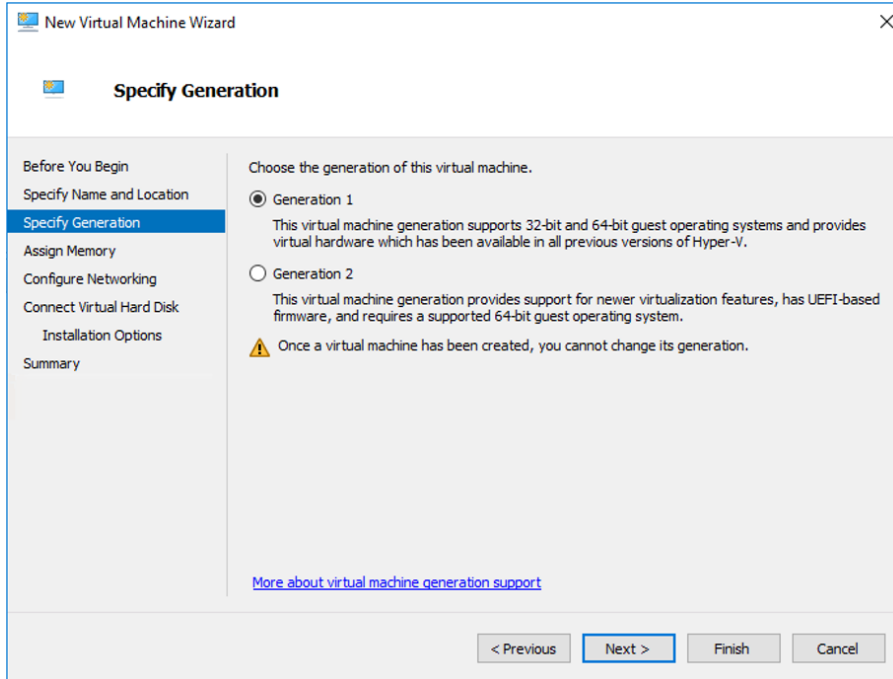 New Virtual Machine Wizard
Specify Generation
Before You Begin
Specify Name and Location
Specify Generation
Assign Memory
Configure Networking
Connect Virtual Hard Disk
Installation Options
Summary
Choose the generation of this virtual machine.
Generation 1
This virtual machine generation supports 32-bit and 64-bit guest operating systems and provides
virtual hardware which has been available in all previous versions of Hyper-V.
Generation 2
This virtual machine generation provides support for newer virtualization features, has UEFI-based
firmware, and requires a supported 64-bit guest operating system.
Once a virtual machine has been created, you cannot change its generation.
More about virtual machine generation support
< Previous
Next >
Finish
Cancel